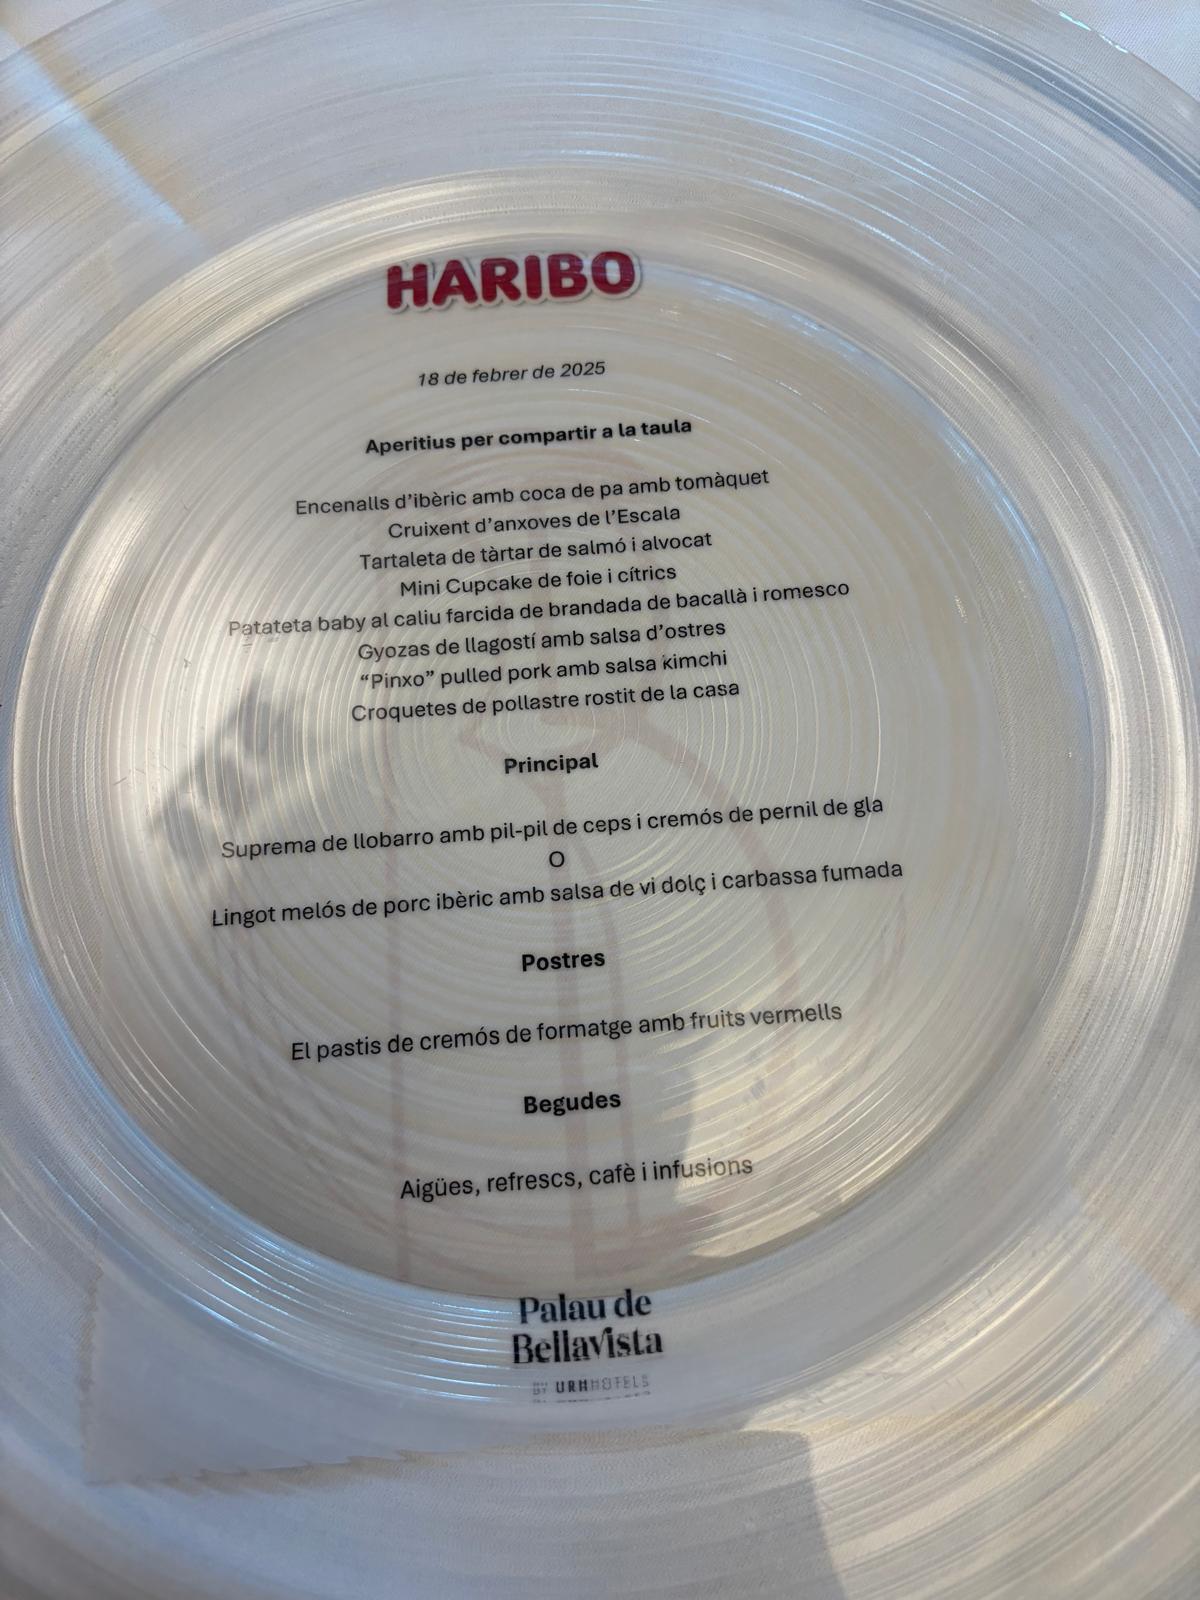 HARIBO
18 de febrer de 2025
Aperitius per compartir a la taula
Encenalls d'ibèric amb coca de pa amb tomàquet
Cruixent d'anxoves de l'Escala
Tartaleta de tàrtar de salmó i alvocat
Mini Cupcake de foie i cítrics
Patateta baby al caliu farcida de brandada de bacallà i romesco
Gyozas de llagostí amb salsa d'ostres
“Pinxo” pulled pork amb salsa kimchi
Croquetes de pollastre rostit de la casa
Principal
Suprema de llobarro amb pil-pil de ceps i cremós de pernil de gla
O
Lingot melós de porc ibèric amb salsa de vi dolç i carbassa fumada
Postres
El pastis de cremós de formatge amb fruits vermells
Begudes
Aigües, refrescs, cafè i infusions
Palau de
Bellavista
BY URHHOTELS